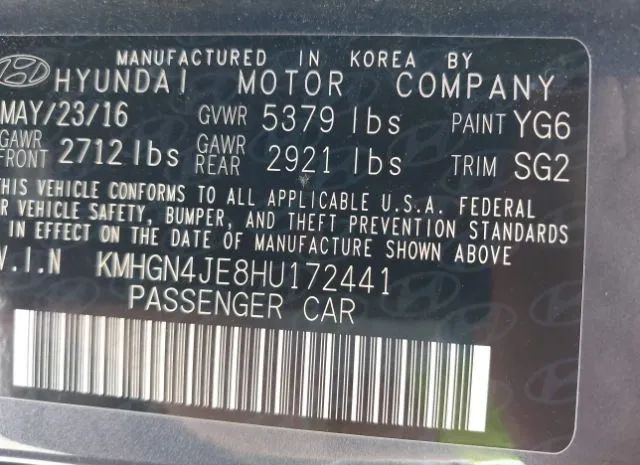 MANUFACTURED IN KOREA BY
HYUNDAI MOTOR COMPANY
MAY/23/16 GVWR 5379 lbs PAINT YG6
GAWR FRONT 2712 lbs GAWR REAR 2921 lbs TRIM SG2
THIS VEHICLE CONFORMS TO ALL APPLICABLE U.S.A. FEDERAL
R VEHICLE SAFETY, BUMPER, AND THEFT PREVENTION STANDARDS
IN EFFECT ON THE DATE OF MANUFACTURE SHOWN ABOVE
V.I.N KMHGN4JE8HU172441
PASSENGER CAR